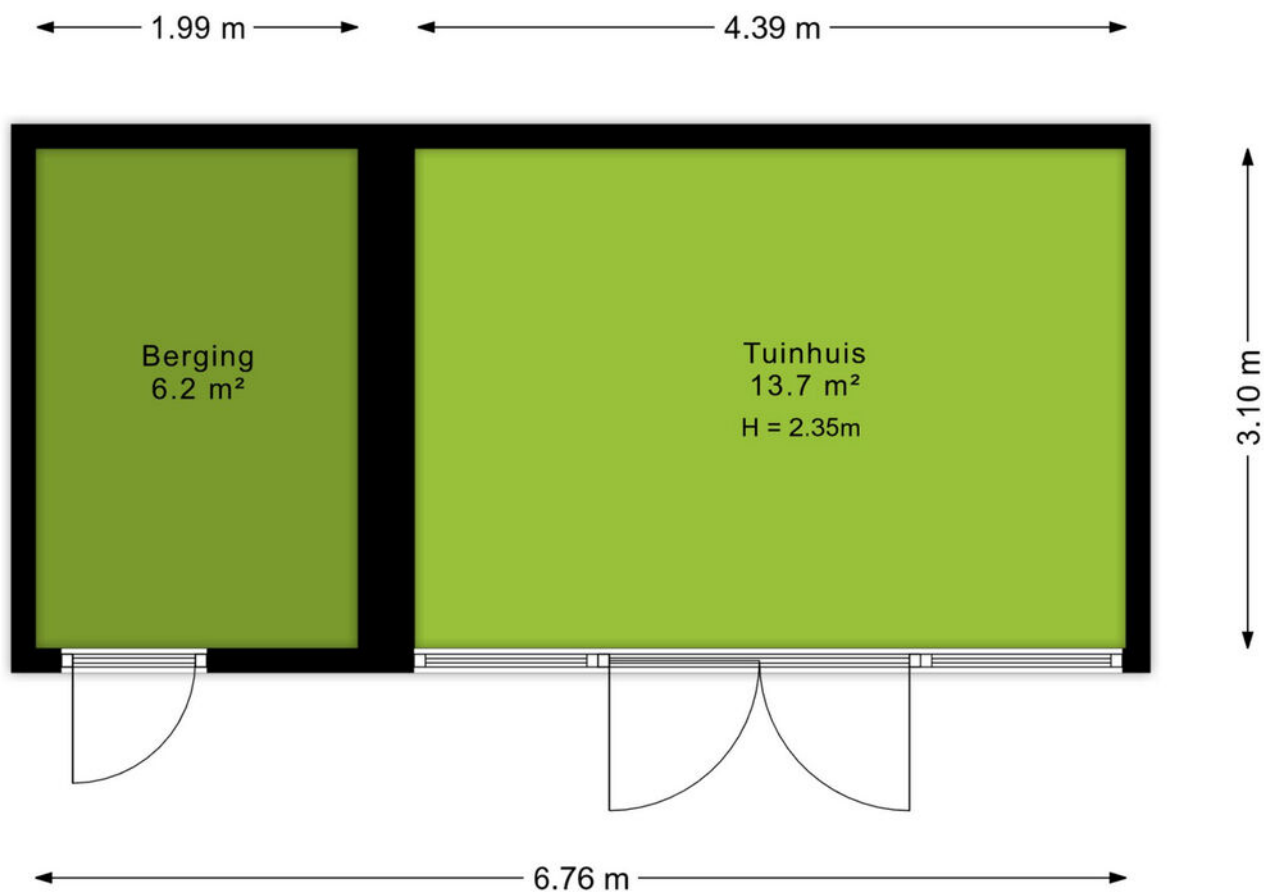 1.99 m
4.39 m
Berging
6.2 m²
Tuinhuis
13.7 m²
H = 2.35m
3.10 m
6.76 m